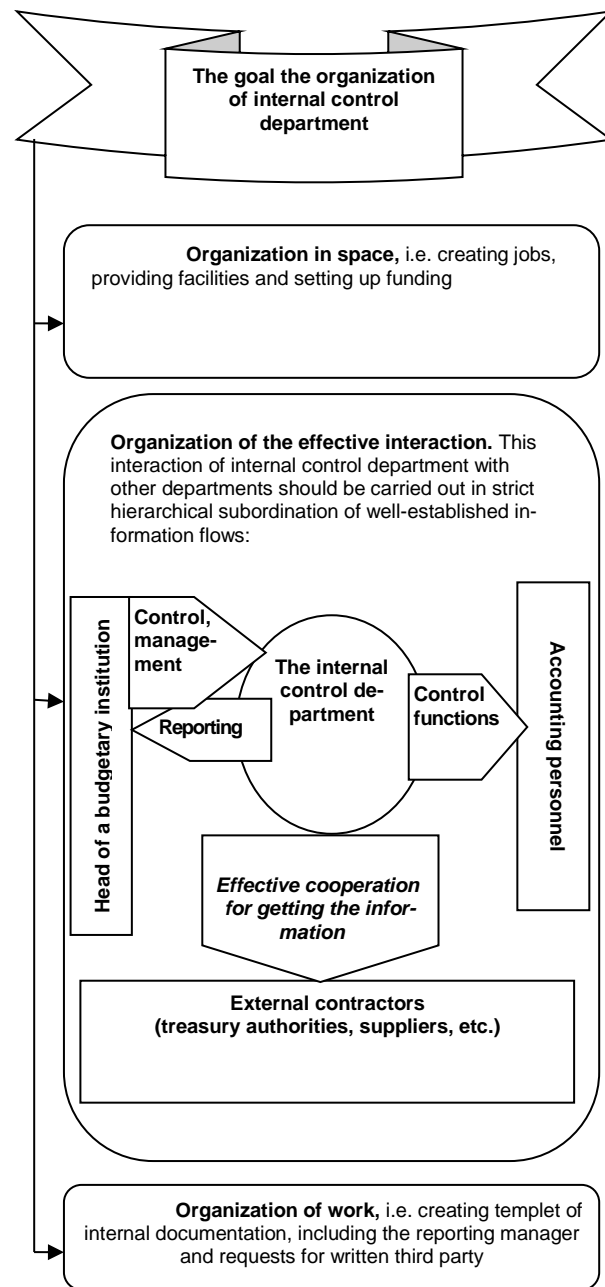 The goal the organization
of internal control
department
Organization in space, i.e. creating jobs,
providing facilities and setting up funding
Organization of the effective interaction. This
interaction of internal control department with
other departments should be carried out in strict
hierarchical subordination of well-established in-
formation flows:
Head of a budgetary institution
Control,
manage-
ment
Reporting
The internal
control de-
partment
Control
functions
Accounting personnel
Effective cooperation
for getting the infor-
mation
External contractors
(treasury authorities, suppliers, etc.)
Organization of work, i.e. creating templet of
internal documentation, including the reporting manager
and requests for written third party